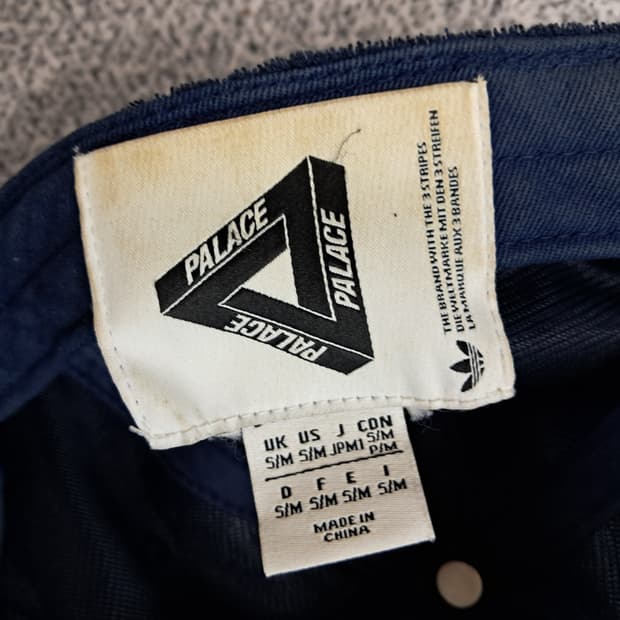 PALACE
PALACE
PALACE
PALACE
THE BRAND WITH THE 3 STRIPES
DIE WELTMARKE MIT DEN 3 STREIFEN
LA MARQUE AUX 3 BANDES
UK US J CDN
S/M S/M JPM1 S/M
P/M
D F E I
S/M S/M S/M S/M
MADE IN
CHINA